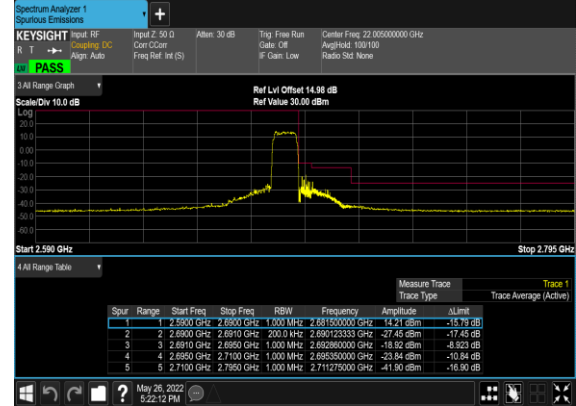 Spectrum Analyzer 1
Spurious Emissions
+
KEYSIGHT Input: RF Input Z: 50 Ω Atten: 30 dB Trig: Free Run Center Freq: 22.005000000 GHz
R T Coupling: DC Corr CCorr Gate: Off Avg|Hold: 100/100
Align: Auto Freq Ref: Int (S) IF Gain: Low Radio Std: None
LNI PASS
3 All Range Graph
Ref Lvl Offset 14.98 dB
Scale/Div 10.0 dB Ref Value 30.00 dBm
Log
20.0
10.0
0.00
-10.0
-20.0
-30.0
-40.0
-50.0
-60.0
Start 2.590 GHz Stop 2.795 GHz
4 All Range Table
Measure Trace Trace 1
Trace Type Trace Average (Active)
Spur Range Start Freq Stop Freq RBW Frequency Amplitude ΔLimit
1 1 2.5900 GHz 2.6900 GHz 1.000 MHz 2.681500000 GHz 14.21 dBm -15.79 dB
2 2 2.6900 GHz 2.6910 GHz 200.0 kHz 2.690123333 GHz -27.45 dBm -17.45 dB
3 3 2.6910 GHz 2.6950 GHz 1.000 MHz 2.692860000 GHz -18.92 dBm -8.923 dB
4 4 2.6950 GHz 2.7100 GHz 1.000 MHz 2.695350000 GHz -23.84 dBm -10.84 dB
5 5 2.7100 GHz 2.7950 GHz 1.000 MHz 2.711275000 GHz -41.90 dBm -16.90 dB
? May 26, 2022
5:22:12 PM